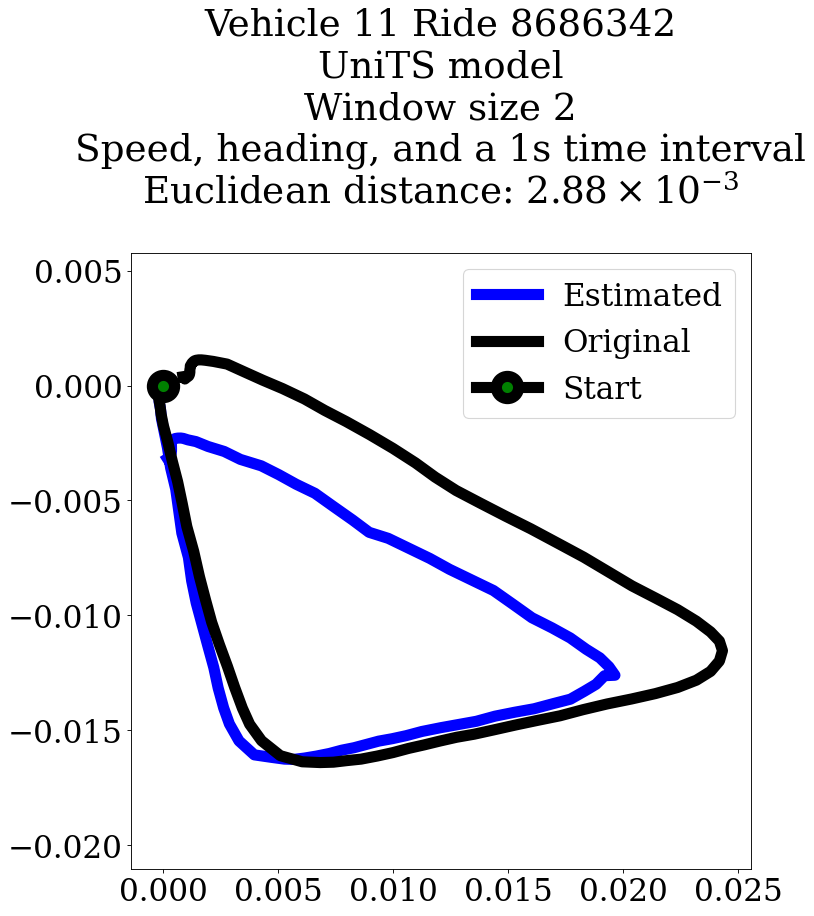 Vehicle 11 Ride 8686342
UniTS model
Window size 2
Speed, heading, and a 1s time interval
Euclidean distance: 2.88 × 10⁻³
Estimated
Original
Start
0.005
0.000
−0.005
−0.010
−0.015
−0.020
0.000 0.005 0.010 0.015 0.020 0.025